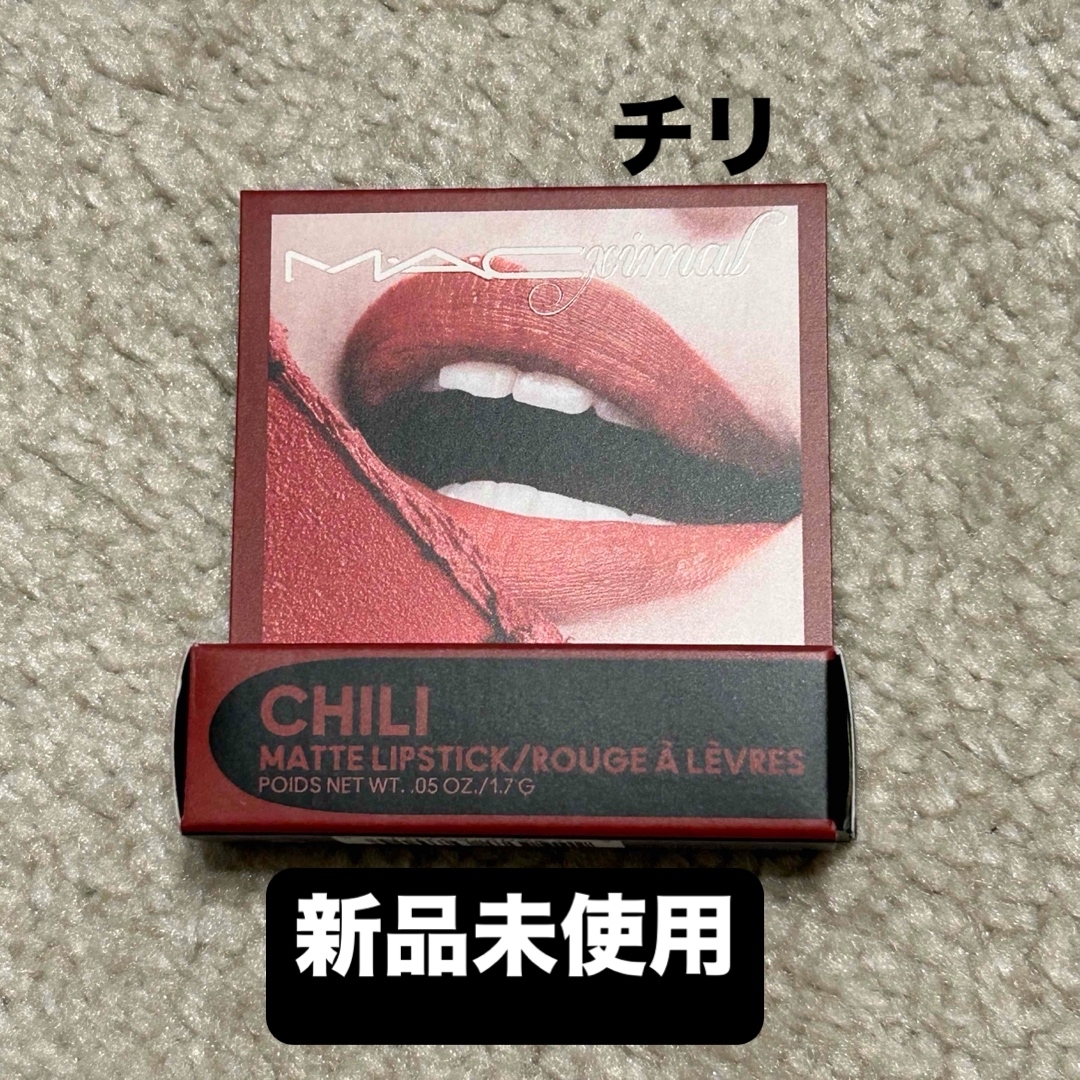 チリ
MACximal
CHILI
MATTE LIPSTICK/ROUGE À LÈVRES
POIDS NET WT. .05 OZ./1.7 G
新品未使用